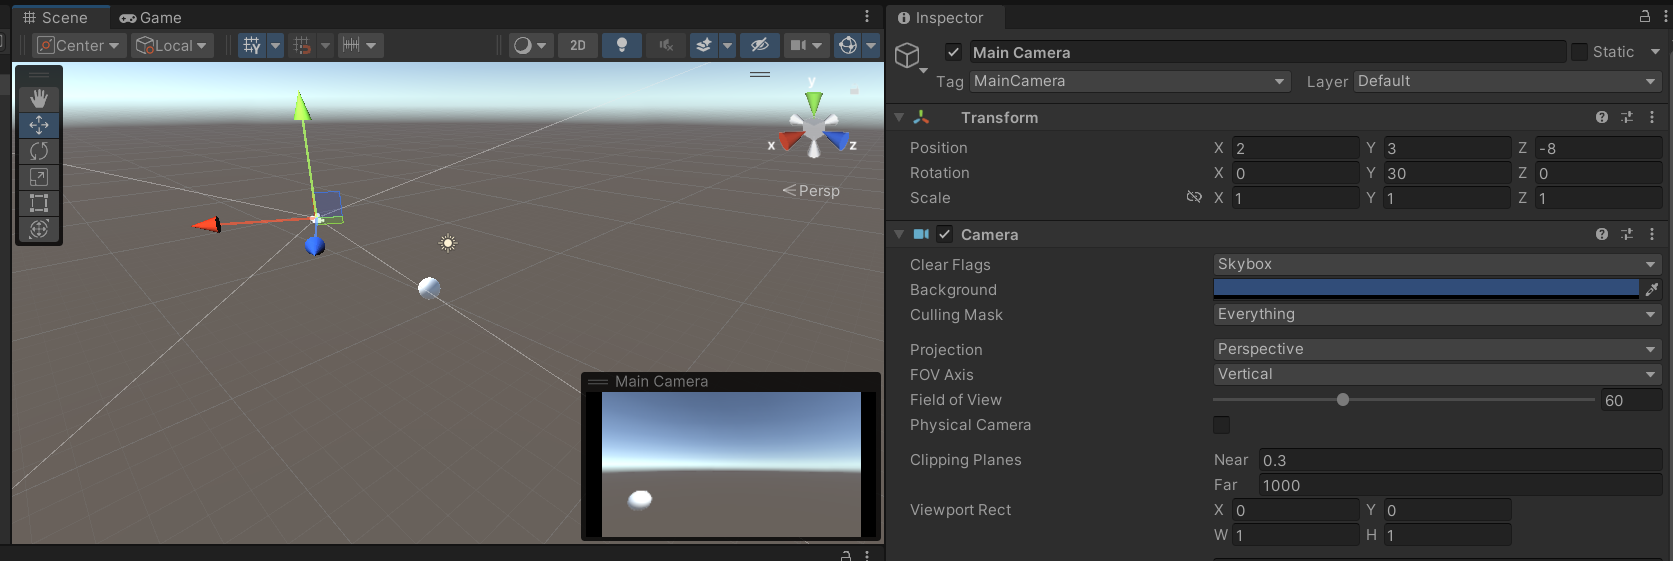 Scene Game
Center Local 2D
y
x z
Persp
Main Camera
Inspector
Main Camera Static
Tag MainCamera Layer Default
Transform
Position X 2 Y 3 Z -8
Rotation X 0 Y 30 Z 0
Scale X 1 Y 1 Z 1
Camera
Clear Flags Skybox
Background
Culling Mask Everything
Projection Perspective
FOV Axis Vertical
Field of View 60
Physical Camera
Clipping Planes Near 0.3
Far 1000
Viewport Rect X 0 Y 0
W 1 H 1